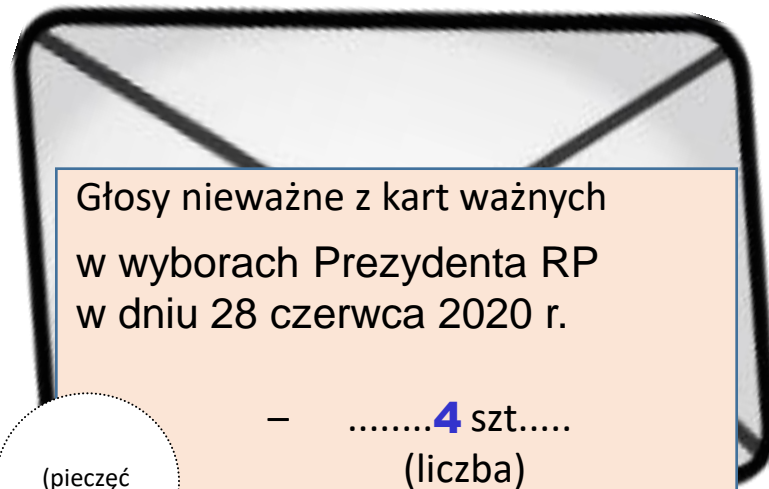 Głosy nieważne z kart ważnych
w wyborach Prezydenta RP
w dniu 28 czerwca 2020 r.
– ........4 szt.....
(liczba)
(pieczęć